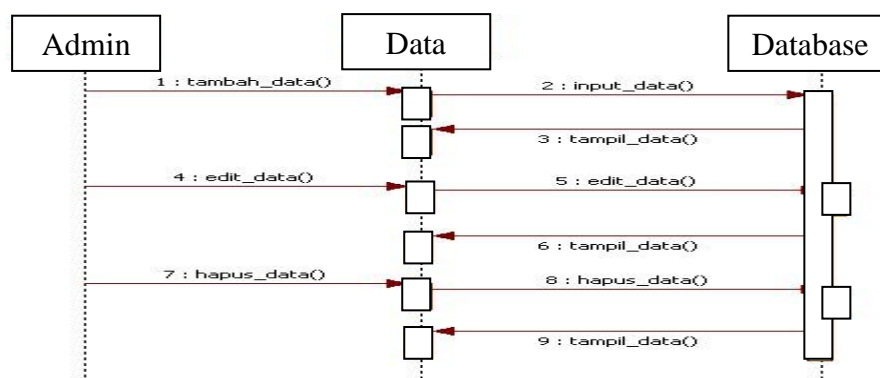 Admin
Data
Database
1 : tambah_data()
2 : input_data()
3 : tampil_data()
4 : edit_data()
5 : edit_data()
6 : tampil_data()
7 : hapus_data()
8 : hapus_data()
9 : tampil_data()